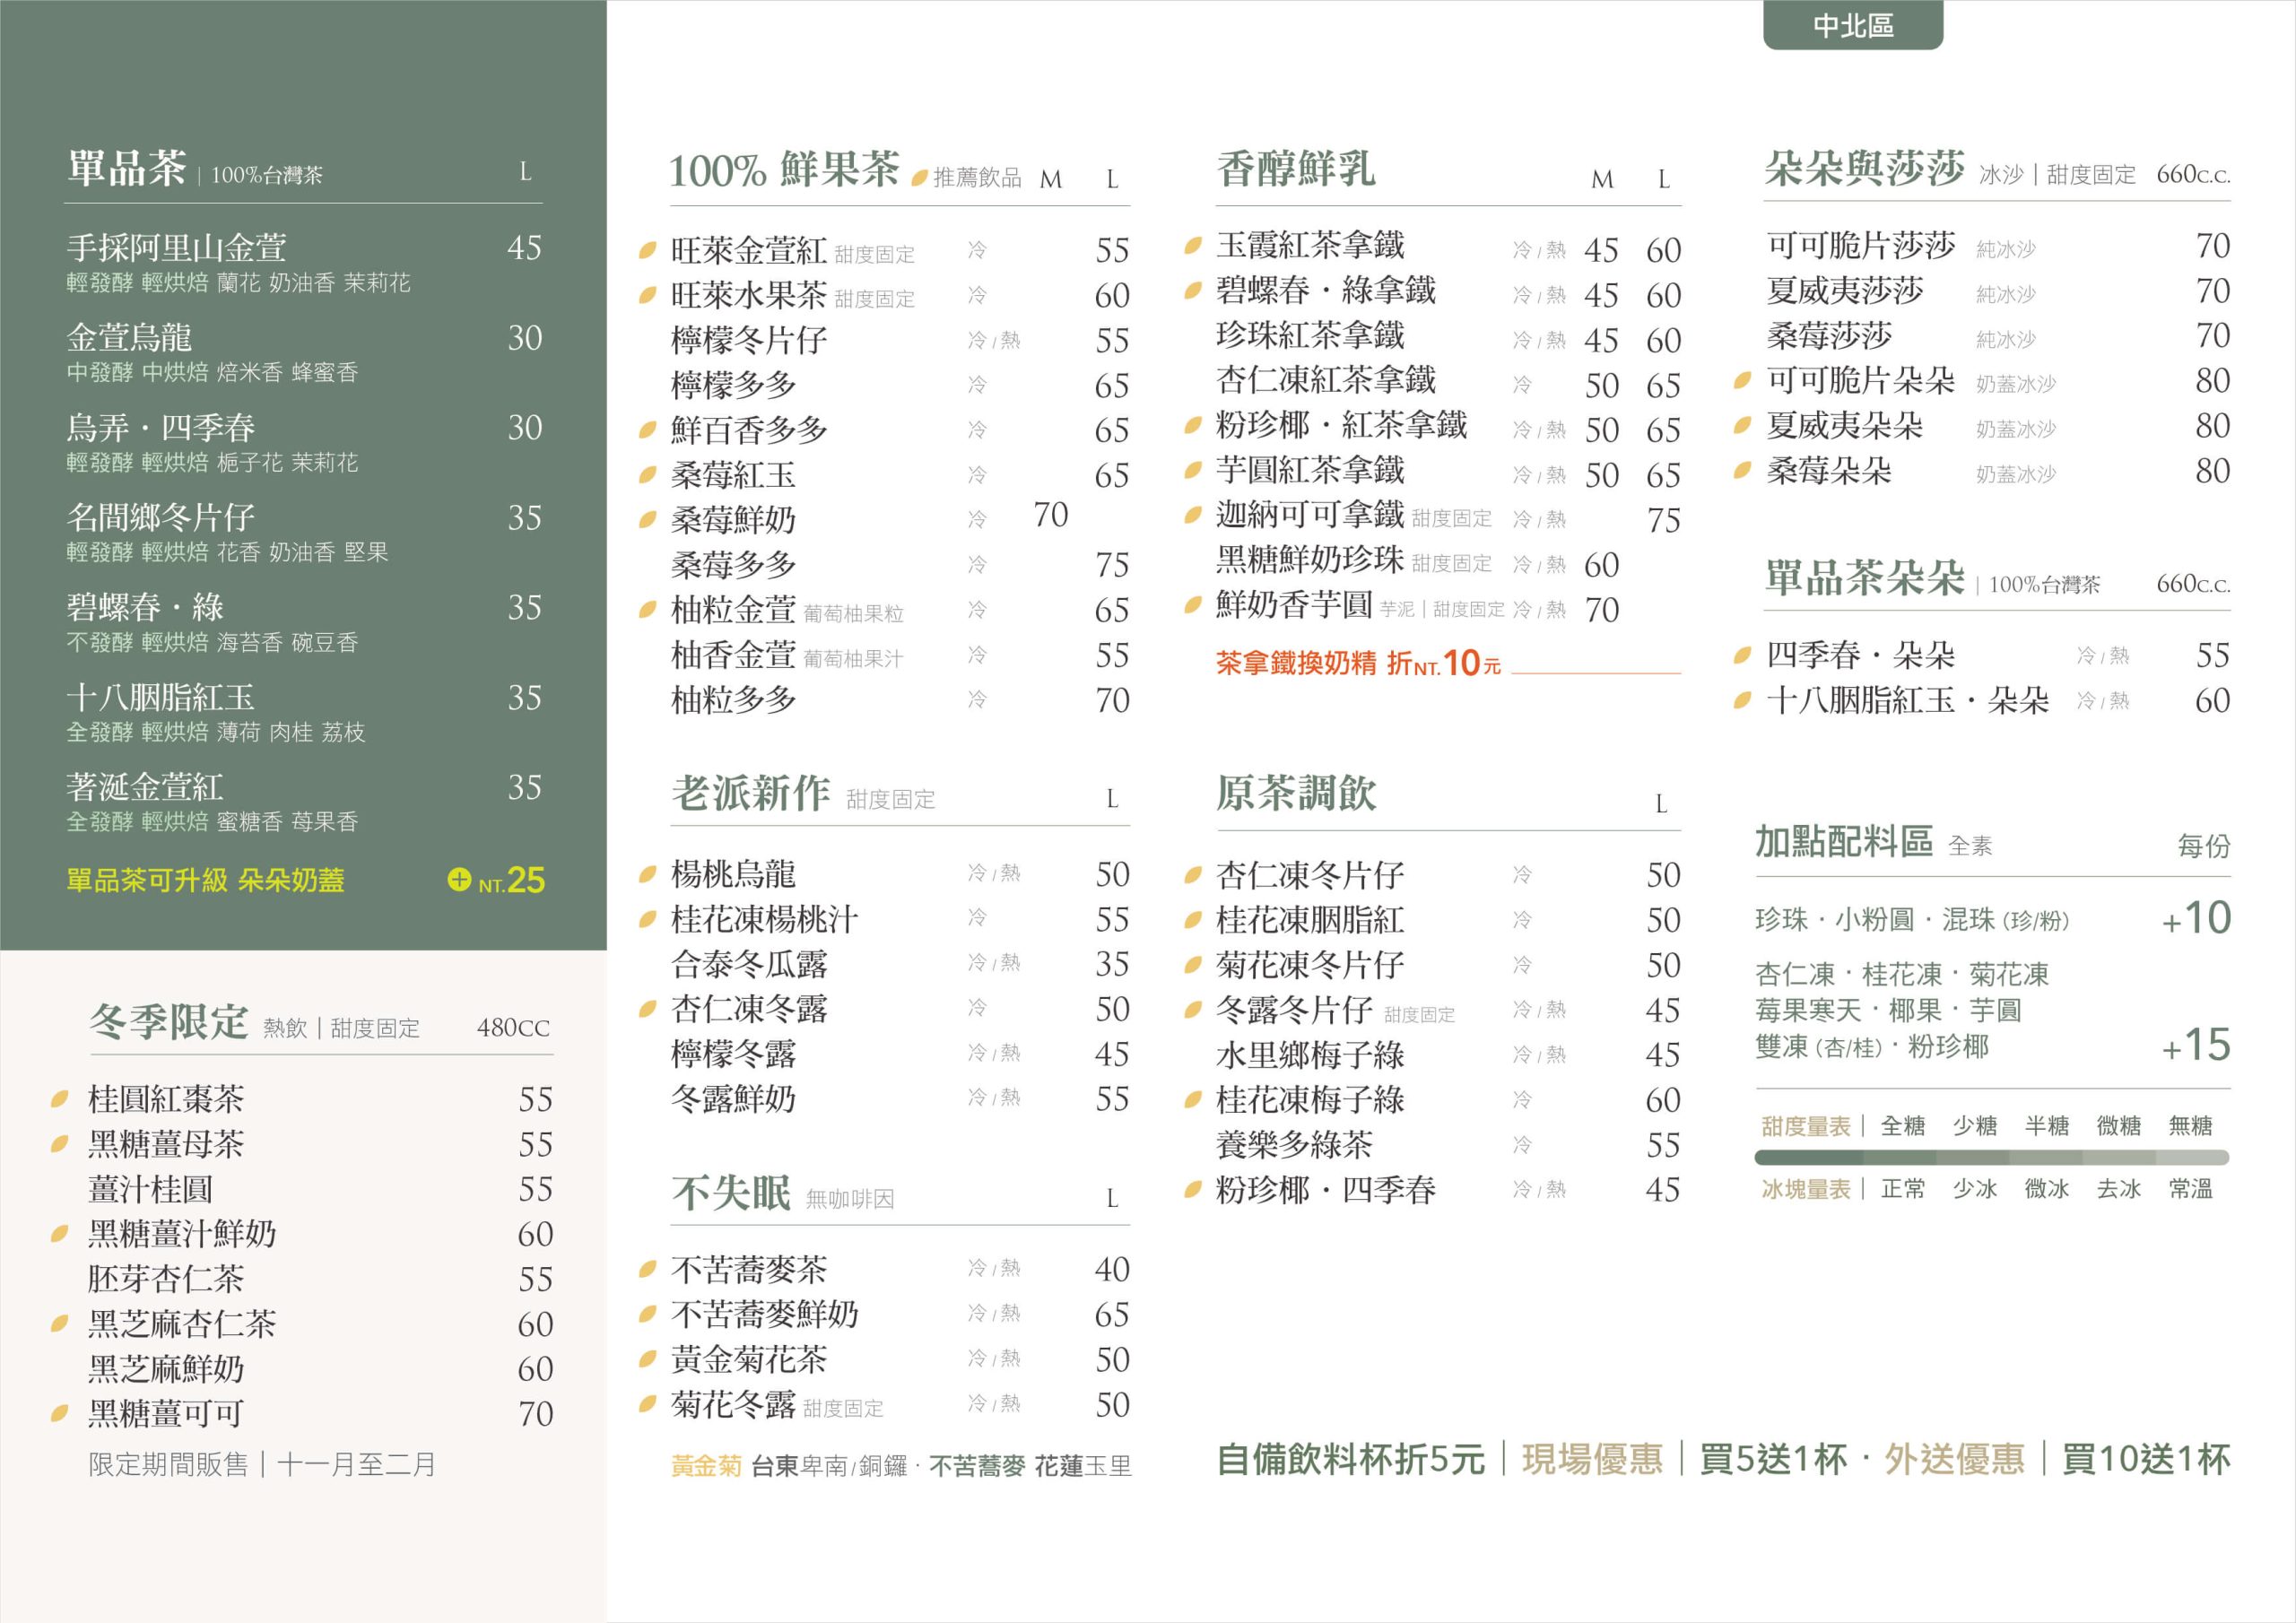 中北區
單品茶｜100%台灣茶 L
手採阿里山金萱 45
輕發酵 輕烘焙 蘭花 奶油香 茉莉花
金萱烏龍 30
中發酵 中烘焙 焙米香 蜂蜜香
烏弄・四季春 30
輕發酵 輕烘焙 梔子花 茉莉花
名間鄉冬片仔 35
輕發酵 輕烘焙 花香 奶油香 堅果
碧螺春・綠 35
不發酵 輕烘焙 海苔香 碗豆香
十八胭脂紅玉 35
全發酵 輕烘焙 薄荷 肉桂 荔枝
著涎金萱紅 35
全發酵 輕烘焙 蜜糖香 莓果香
單品茶可升級 朵朵奶蓋 + NT.25
冬季限定 熱飲｜甜度固定 480CC
桂圓紅棗茶 55
黑糖薑母茶 55
薑汁桂圓 55
黑糖薑汁鮮奶 60
胚芽杏仁茶 55
黑芝麻杏仁茶 60
黑芝麻鮮奶 60
黑糖薑可可 70
限定期間販售｜十一月至二月
100% 鮮果茶 推薦飲品 M L
旺萊金萱紅 甜度固定 冷 55
旺萊水果茶 甜度固定 冷 60
檸檬冬片仔 冷/熱 55
檸檬多多 冷 65
鮮百香多多 冷 65
桑莓紅玉 冷 65
桑莓鮮奶 冷 70
桑莓多多 冷 75
柚粒金萱 葡萄柚果粒 冷 65
柚香金萱 葡萄柚果汁 冷 55
柚粒多多 冷 70
老派新作 甜度固定 L
楊桃烏龍 冷/熱 50
桂花凍楊桃汁 冷 55
合泰冬瓜露 冷/熱 35
杏仁凍冬露 冷 50
檸檬冬露 冷/熱 45
冬露鮮奶 冷/熱 55
不失眠 無咖啡因 L
不苦蕎麥茶 冷/熱 40
不苦蕎麥鮮奶 冷/熱 65
黃金菊花茶 冷/熱 50
菊花冬露 甜度固定 冷/熱 50
黃金菊 台東卑南/銅鑼・不苦蕎麥 花蓮玉里
香醇鮮乳 M L
玉霞紅茶拿鐵 冷/熱 45 60
碧螺春・綠拿鐵 冷/熱 45 60
珍珠紅茶拿鐵 冷/熱 45 60
杏仁凍紅茶拿鐵 冷 50 65
粉珍椰・紅茶拿鐵 冷/熱 50 65
芋圓紅茶拿鐵 冷/熱 50 65
迦納可可拿鐵 甜度固定 冷/熱 75
黑糖鮮奶珍珠 甜度固定 冷/熱 60
鮮奶香芋圓 芋泥｜甜度固定 冷/熱 70
茶拿鐵換奶精 折NT.10元
原茶調飲 L
杏仁凍冬片仔 冷 50
桂花凍胭脂紅 冷 50
菊花凍冬片仔 冷 50
冬露冬片仔 甜度固定 冷/熱 45
水里鄉梅子綠 冷/熱 45
桂花凍梅子綠 冷 60
養樂多綠茶 冷 55
粉珍椰・四季春 冷/熱 45
朵朵與莎莎 冰沙｜甜度固定 660C.C.
可可脆片莎莎 純冰沙 70
夏威夷莎莎 純冰沙 70
桑莓莎莎 純冰沙 70
可可脆片朵朵 奶蓋冰沙 80
夏威夷朵朵 奶蓋冰沙 80
桑莓朵朵 奶蓋冰沙 80
單品茶朵朵｜100%台灣茶 660C.C.
四季春・朵朵 冷/熱 55
十八胭脂紅玉・朵朵 冷/熱 60
加點配料區 全素 每份
珍珠・小粉圓・混珠（珍/粉） +10
杏仁凍・桂花凍・菊花凍
莓果寒天・椰果・芋圓
雙凍（杏/桂）・粉珍椰 +15
甜度量表｜全糖 少糖 半糖 微糖 無糖
冰塊量表｜正常 少冰 微冰 去冰 常溫
自備飲料杯折5元｜現場優惠｜買5送1杯・外送優惠｜買10送1杯